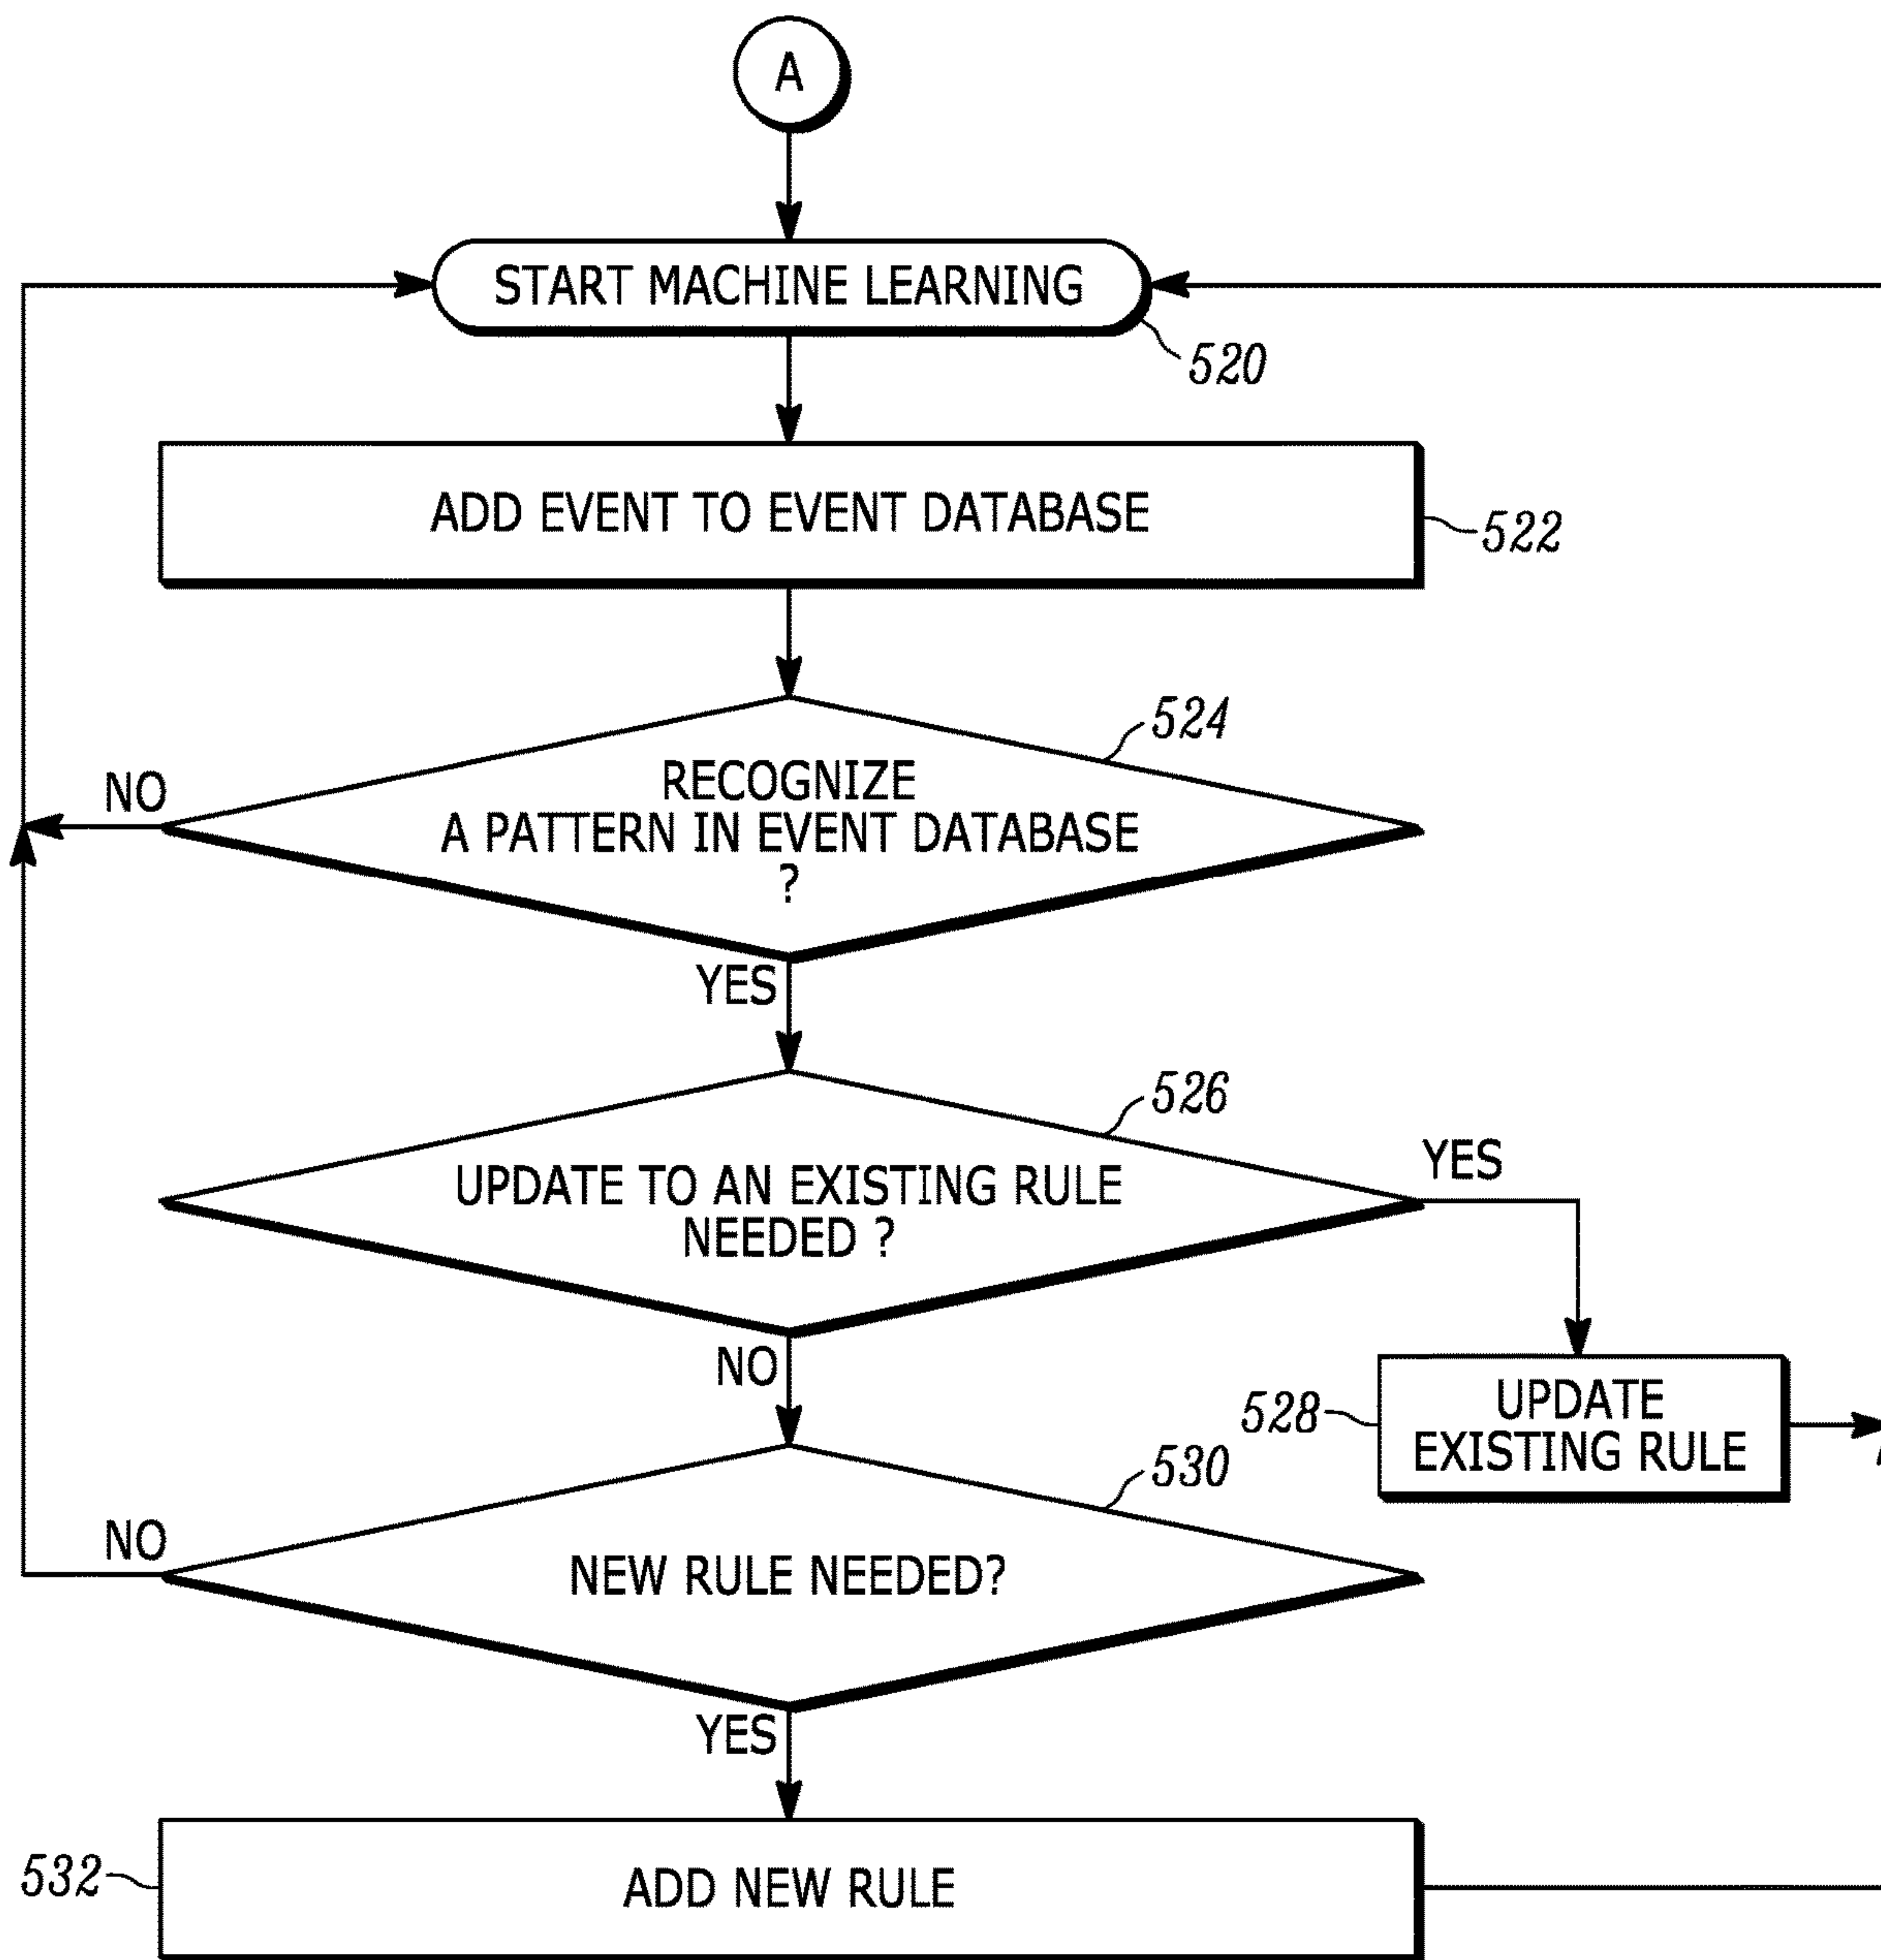 A
START MACHINE LEARNING
520
ADD EVENT TO EVENT DATABASE
522
524
RECOGNIZE
A PATTERN IN EVENT DATABASE
?
NO
YES
526
UPDATE TO AN EXISTING RULE
NEEDED ?
YES
NO
528
UPDATE
EXISTING RULE
530
NEW RULE NEEDED?
NO
YES
532
ADD NEW RULE